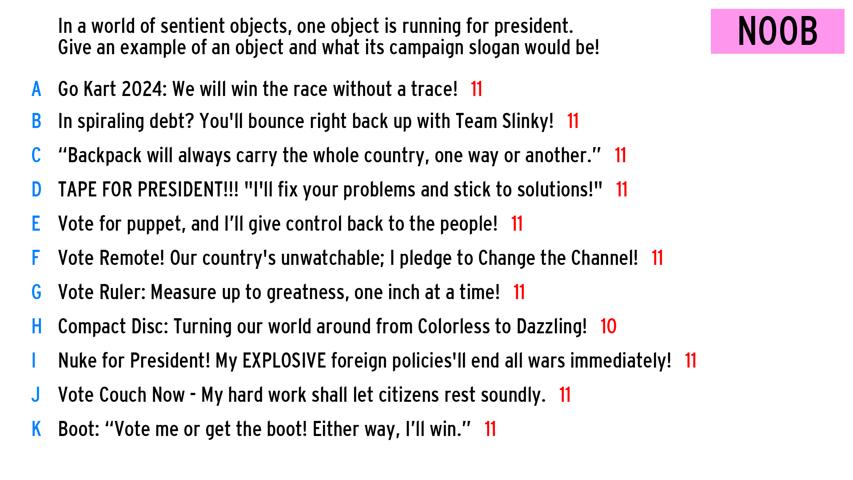 In a world of sentient objects, one object is running for president.
Give an example of an object and what its campaign slogan would be!
NOOB
A Go Kart 2024: We will win the race without a trace! 11
B In spiraling debt? You'll bounce right back up with Team Slinky! 11
C “Backpack will always carry the whole country, one way or another.” 11
D TAPE FOR PRESIDENT!!! "I'll fix your problems and stick to solutions!" 11
E Vote for puppet, and I’ll give control back to the people! 11
F Vote Remote! Our country's unwatchable; I pledge to Change the Channel! 11
G Vote Ruler: Measure up to greatness, one inch at a time! 11
H Compact Disc: Turning our world around from Colorless to Dazzling! 10
I Nuke for President! My EXPLOSIVE foreign policies'll end all wars immediately! 11
J Vote Couch Now - My hard work shall let citizens rest soundly. 11
K Boot: “Vote me or get the boot! Either way, I’ll win.” 11